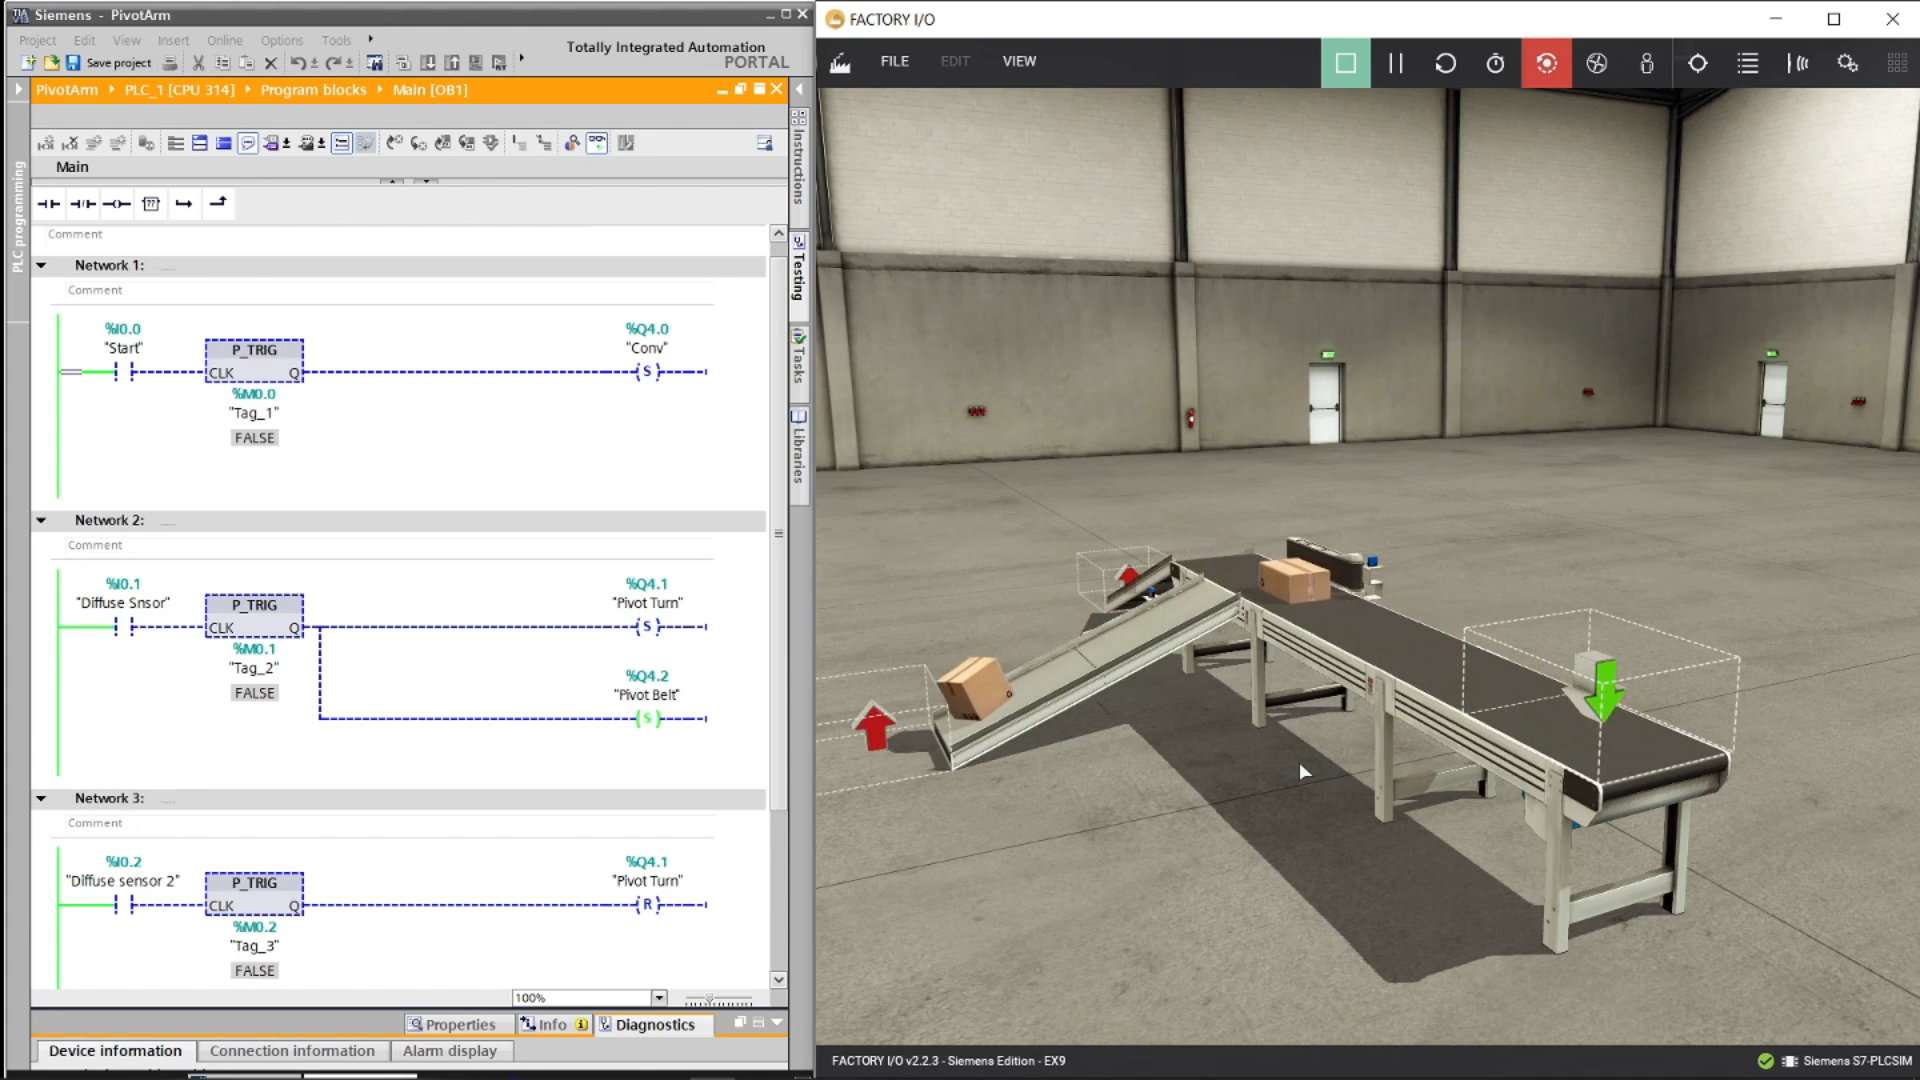 Siemens - PivotArm
Project Edit View Insert Online Options Tools
Totally Integrated Automation
PORTAL
Save project
PivotArm PLC_1 [CPU 314] Program blocks Main [OB1]
Main
Comment
Network 1: .....
Comment
%I0.0
"Start"
P_TRIG
CLK Q
%M0.0
"Tag_1"
FALSE
%Q4.0
"Conv"
S
Network 2: .....
Comment
%I0.1
"Diffuse Snsor"
P_TRIG
CLK Q
%M0.1
"Tag_2"
FALSE
%Q4.1
"Pivot Turn"
S
%Q4.2
"Pivot Belt"
S
Network 3: .....
Comment
%I0.2
"Diffuse sensor 2"
P_TRIG
CLK Q
%M0.2
"Tag_3"
FALSE
%Q4.1
"Pivot Turn"
R
100%
Properties Info Diagnostics
Device information Connection information Alarm display
PLC programming
Instructions
Testing
Tasks
Libraries
FACTORY I/O
FILE EDIT VIEW
FACTORY I/O v2.2.3 - Siemens Edition - EX9
Siemens S7-PLCSIM